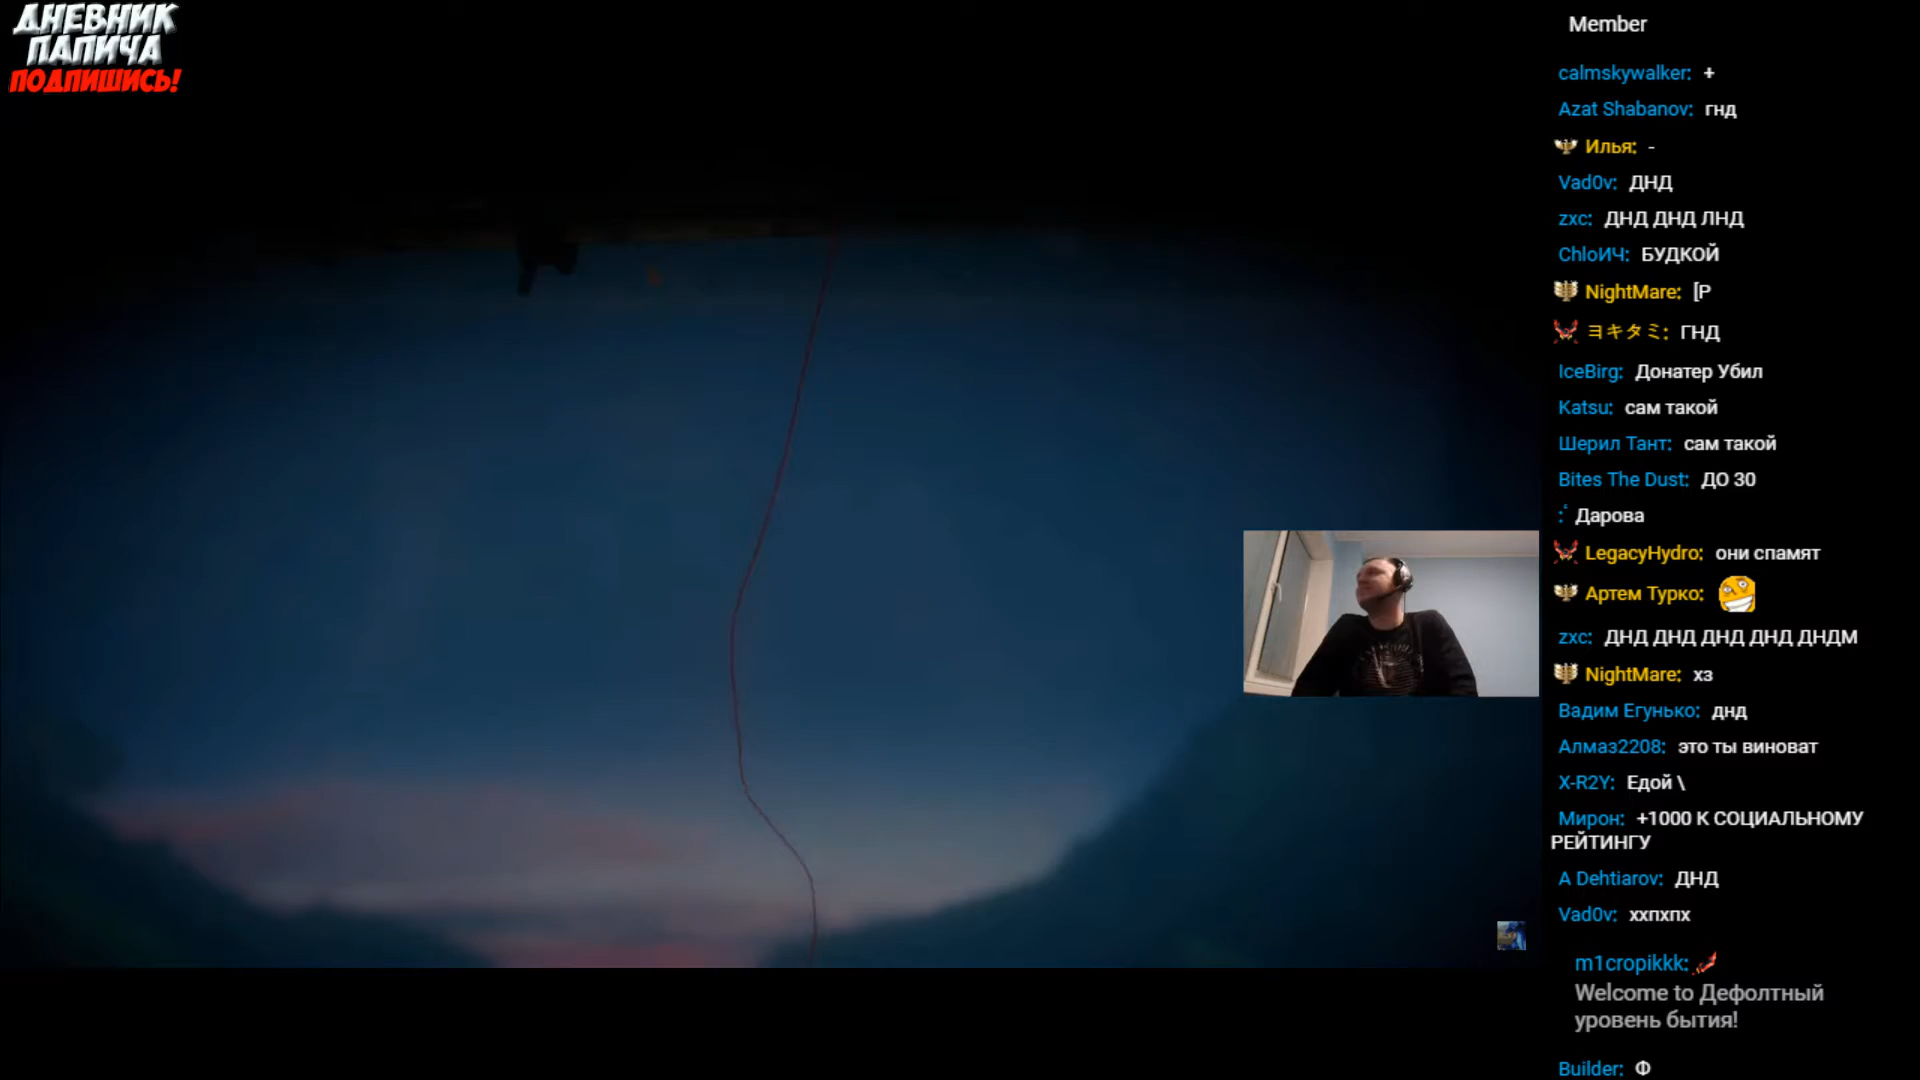 ДНЕВНИК
ПАПИЧА
ПОДПИШИСЬ!
Member
calmskywalker: +
Azat Shabanov: гнд
Илья: -
Vad0v: ДНД
zxc: ДНД ДНД ЛНД
ChloИЧ: БУДКОЙ
NightMare: [P
ヨキタミ: ГНД
IceBirg: Донатер Убил
Katsu: сам такой
Шерил Тант: сам такой
Bites The Dust: ДО 30
: Дарова
LegacyHydro: они спамят
Артем Турко:
zxc: ДНД ДНД ДНД ДНД ДНДМ
NightMare: хз
Вадим Егунько: днд
Алмаз2208: это ты виноват
X-R2Y: Едой \
Мирон: +1000 К СОЦИАЛЬНОМУ
РЕЙТИНГУ
A Dehtiarov: ДНД
Vad0v: ххпхпх
m1cropikkk:
Welcome to Дефолтный
уровень бытия!
Builder: Ф